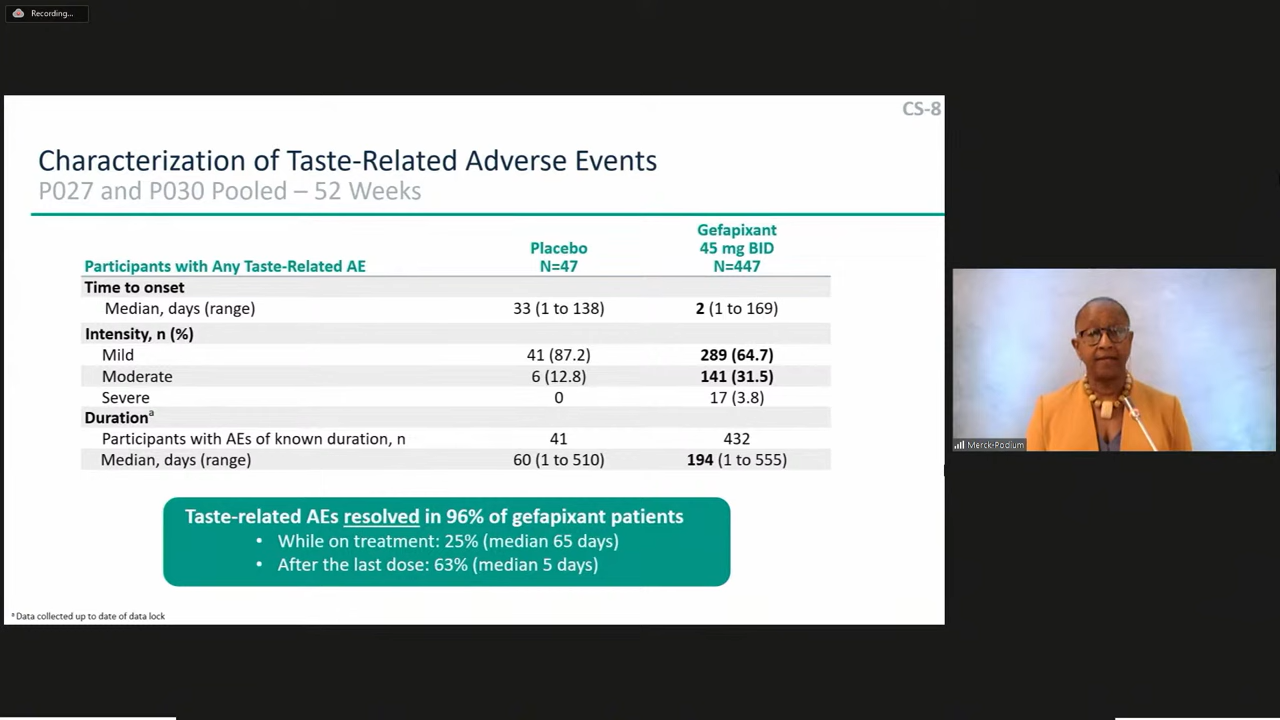 Recording...
CS-8
Characterization of Taste-Related Adverse Events
P027 and P030 Pooled – 52 Weeks
Participants with Any Taste-Related AE Placebo N=47 Gefapixant 45 mg BID N=447
Time to onset
Median, days (range) 33 (1 to 138) 2 (1 to 169)
Intensity, n (%)
Mild 41 (87.2) 289 (64.7)
Moderate 6 (12.8) 141 (31.5)
Severe 0 17 (3.8)
Durationᵃ
Participants with AEs of known duration, n 41 432
Median, days (range) 60 (1 to 510) 194 (1 to 555)
Taste-related AEs resolved in 96% of gefapixant patients
• While on treatment: 25% (median 65 days)
• After the last dose: 63% (median 5 days)
ᵃ Data collected up to date of data lock
Merck-Podium